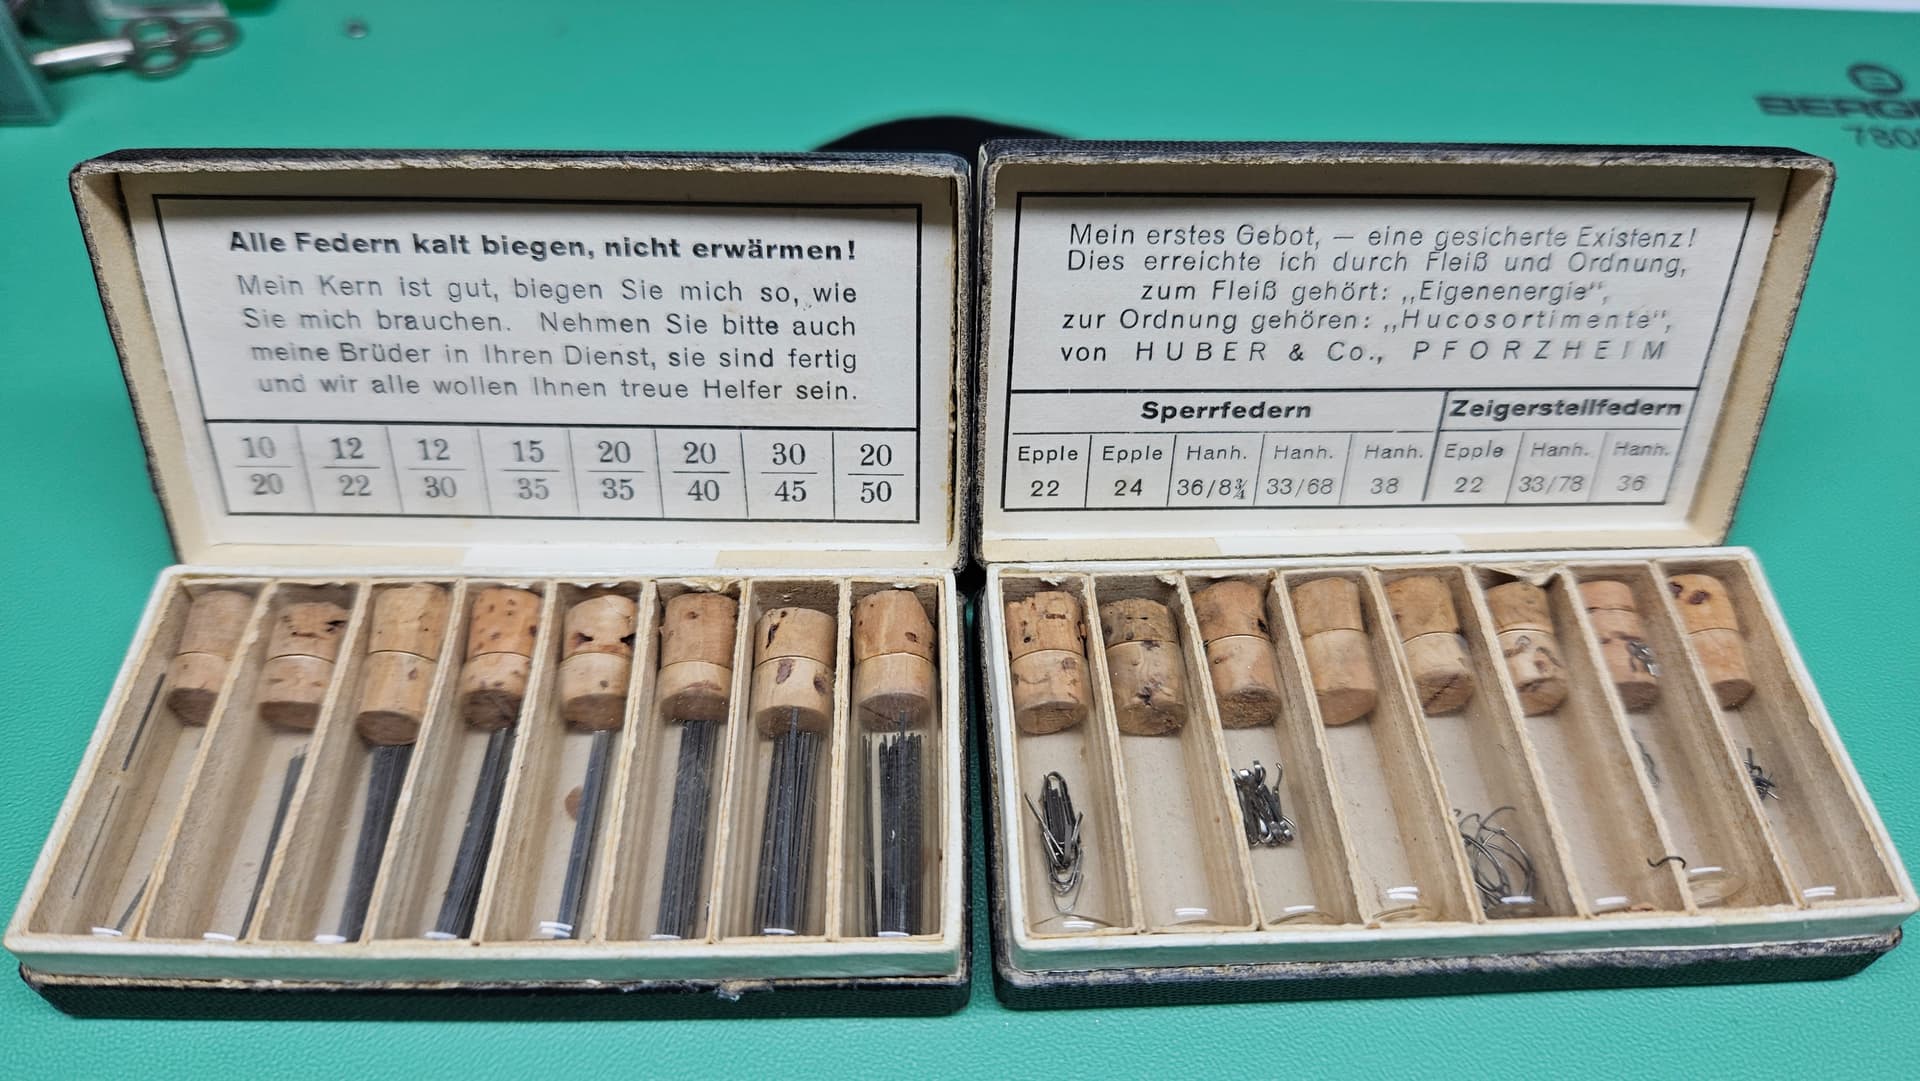 Alle Federn kalt biegen, nicht erwärmen!
Mein Kern ist gut, biegen Sie mich so, wie
Sie mich brauchen. Nehmen Sie bitte auch
meine Brüder in Ihren Dienst, sie sind fertig
und wir alle wollen Ihnen treue Helfer sein.
10 12 12 15 20 20 30 20
20 22 30 35 35 40 45 50
Mein erstes Gebot, — eine gesicherte Existenz!
Dies erreichte ich durch Fleiß und Ordnung,
zum Fleiß gehört: „Eigenenergie“,
zur Ordnung gehören: „Hucosortimente“,
von HUBER & Co., PFORZHEIM
Sperrfedern Zeigerstellfedern
Epple Epple Hanh. Hanh. Hanh. Epple Hanh. Hanh.
22 24 36/8¾ 33/68 38 22 33/78 36